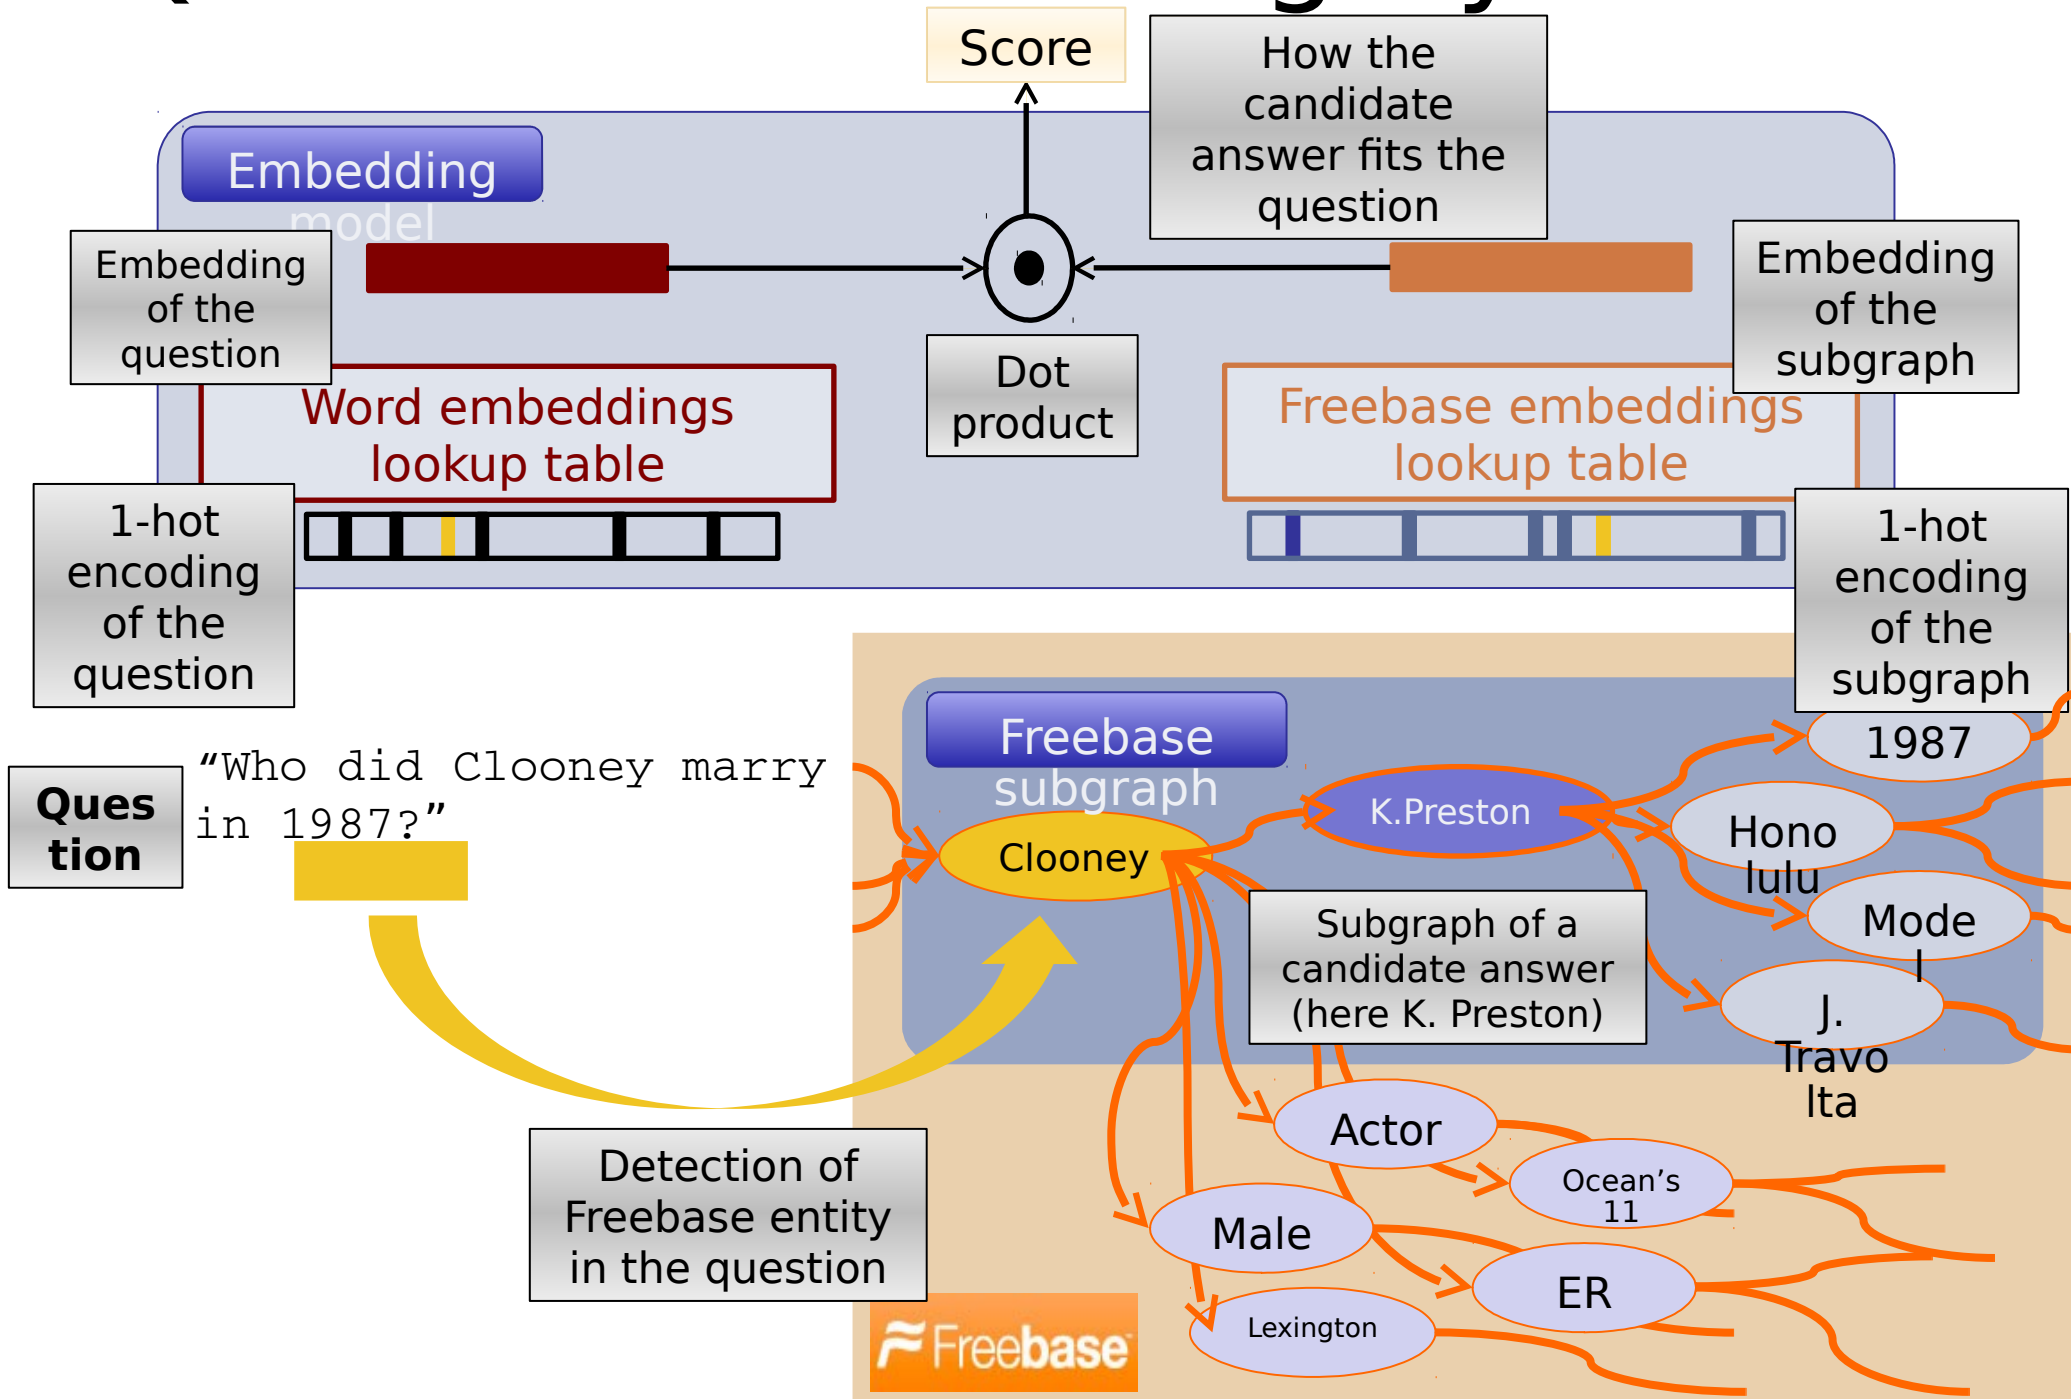 Score
How the
candidate
answer fits the
question
Embedding
model
Embedding
of the
question
Embedding
of the
subgraph
Dot
product
Word embeddings
lookup table
Freebase embeddings
lookup table
1-hot
encoding
of the
question
1-hot
encoding
of the
subgraph
Ques
tion
“Who did Clooney marry
in 1987?”
Freebase
subgraph
Clooney
K.Preston
1987
Hono
lulu
Mode
l
J.
Travo
lta
Subgraph of a
candidate answer
(here K. Preston)
Detection of
Freebase entity
in the question
Actor
Ocean’s
11
Male
ER
Lexington
Freebase